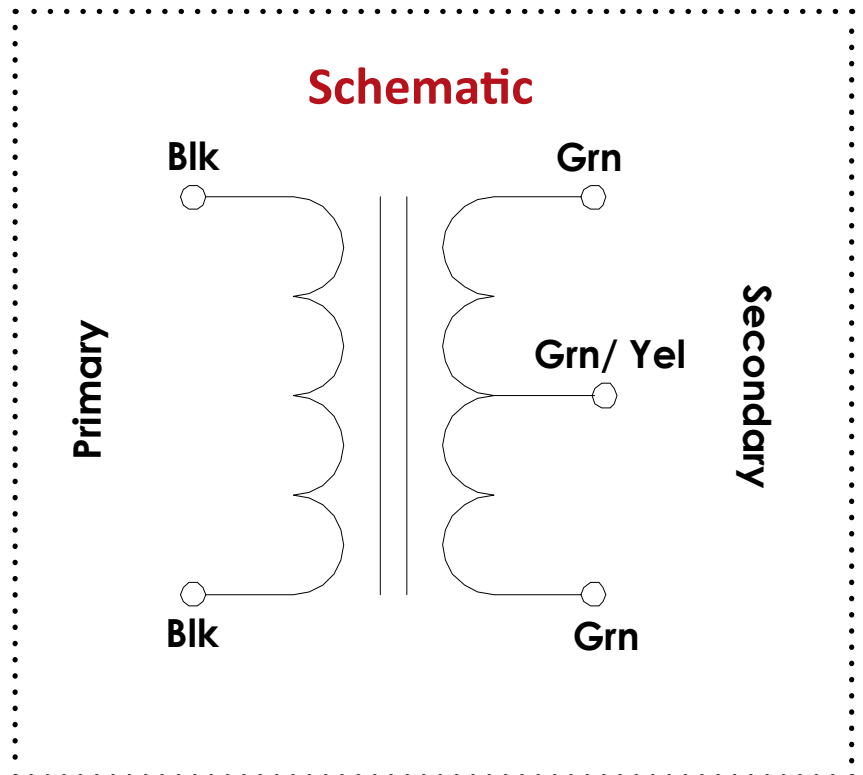 Schematic
Blk
Grn
Primary
Grn/ Yel
Secondary
Blk
Grn